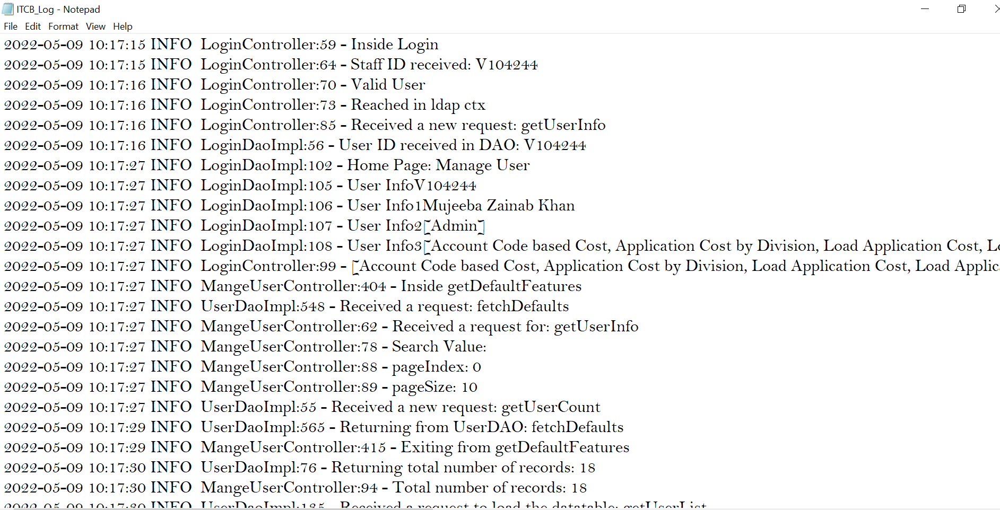 ITCB_Log - Notepad
File Edit Format View Help
2022-05-09 10:17:15 INFO LoginController:59 - Inside Login
2022-05-09 10:17:15 INFO LoginController:64 - Staff ID received: V104244
2022-05-09 10:17:16 INFO LoginController:70 - Valid User
2022-05-09 10:17:16 INFO LoginController:73 - Reached in ldap ctx
2022-05-09 10:17:16 INFO LoginController:85 - Received a new request: getUserInfo
2022-05-09 10:17:16 INFO LoginDaoImpl:56 - User ID received in DAO: V104244
2022-05-09 10:17:27 INFO LoginDaoImpl:102 - Home Page: Manage User
2022-05-09 10:17:27 INFO LoginDaoImpl:105 - User InfoV104244
2022-05-09 10:17:27 INFO LoginDaoImpl:106 - User Info1Mujeeba Zainab Khan
2022-05-09 10:17:27 INFO LoginDaoImpl:107 - User Info2[Admin]
2022-05-09 10:17:27 INFO LoginDaoImpl:108 - User Info3[Account Code based Cost, Application Cost by Division, Load Application Cost,
2022-05-09 10:17:27 INFO LoginController:99 - [Account Code based Cost, Application Cost by Division, Load Application Cost, Load Applic
2022-05-09 10:17:27 INFO MangeUserController:404 - Inside getDefaultFeatures
2022-05-09 10:17:27 INFO UserDaoImpl:548 - Received a request: fetchDefaults
2022-05-09 10:17:27 INFO MangeUserController:62 - Received a request for: getUserInfo
2022-05-09 10:17:27 INFO MangeUserController:78 - Search Value:
2022-05-09 10:17:27 INFO MangeUserController:88 - pageIndex: 0
2022-05-09 10:17:27 INFO MangeUserController:89 - pageSize: 10
2022-05-09 10:17:27 INFO UserDaoImpl:55 - Received a new request: getUserCount
2022-05-09 10:17:29 INFO UserDaoImpl:565 - Returning from UserDAO: fetchDefaults
2022-05-09 10:17:29 INFO MangeUserController:415 - Exiting from getDefaultFeatures
2022-05-09 10:17:30 INFO UserDaoImpl:76 - Returning total number of records: 18
2022-05-09 10:17:30 INFO MangeUserController:94 - Total number of records: 18
2022-05-09 10:17:30 INFO UserDaoImpl:135 - Received a request to load the datatable: getUserList